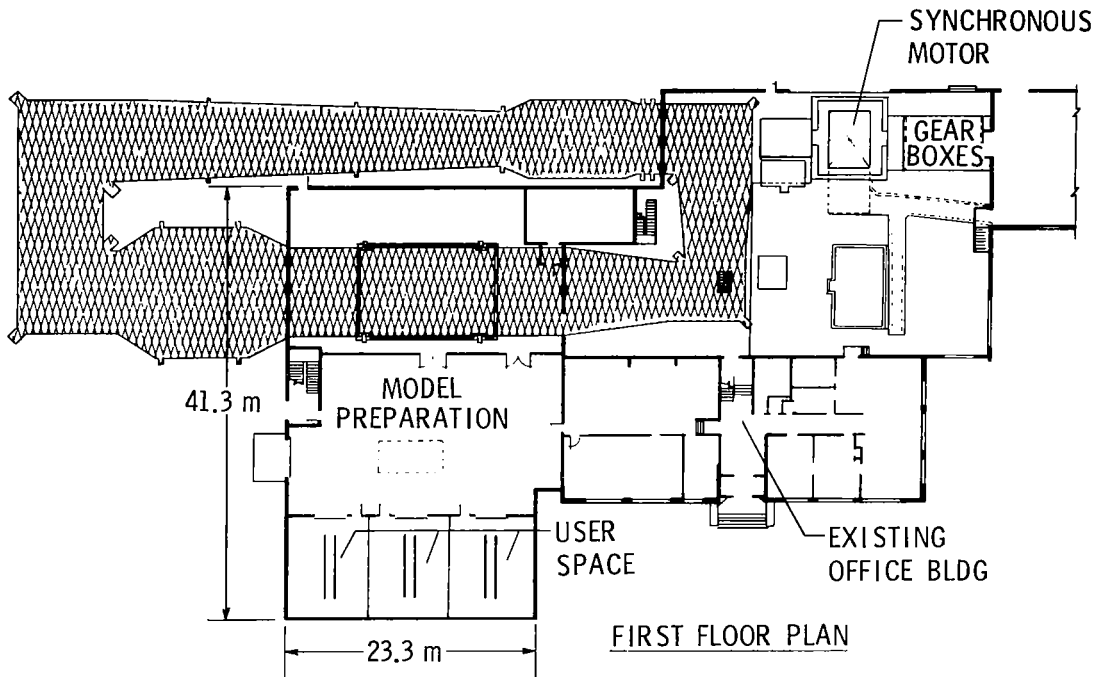 SYNCHRONOUS
MOTOR
GEAR
BOXES
41.3 m
MODEL
PREPARATION
USER
SPACE
EXISTING
OFFICE BLDG
23.3 m
FIRST FLOOR PLAN